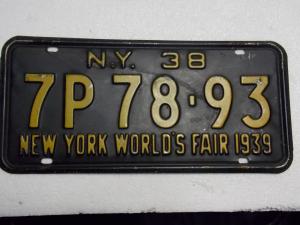 N.Y. 38
7P 78-93
NEW YORK WORLD'S FAIR 1939